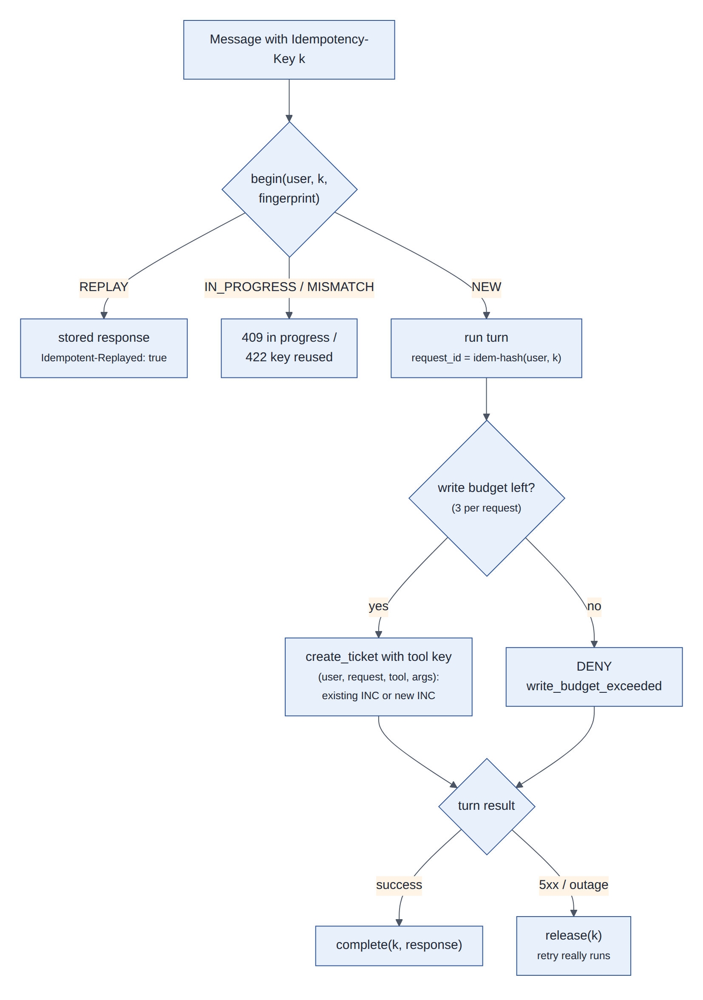 Message with Idempotency-
Key k
begin(user, k,
fingerprint)
REPLAY
IN_PROGRESS / MISMATCH
NEW
stored response
Idempotent-Replayed: true
409 in progress /
422 key reused
run turn
request_id = idem-hash(user, k)
write budget left?
(3 per request)
yes
no
create_ticket with tool key
(user, request, tool, args):
existing INC or new INC
DENY
write_budget_exceeded
turn result
success
5xx / outage
complete(k, response)
release(k)
retry really runs